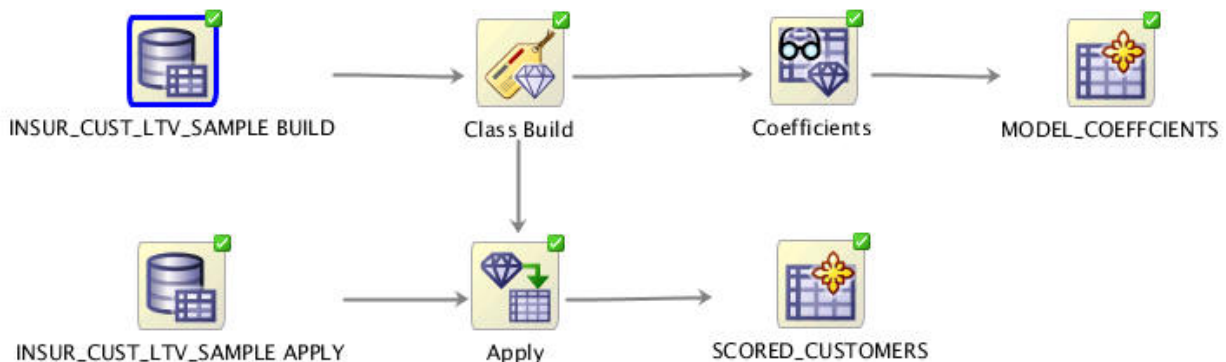 INSUR_CUST_LTV_SAMPLE BUILD
Class Build
Coefficients
MODEL_COEFFCIENTS
INSUR_CUST_LTV_SAMPLE APPLY
Apply
SCORED_CUSTOMERS